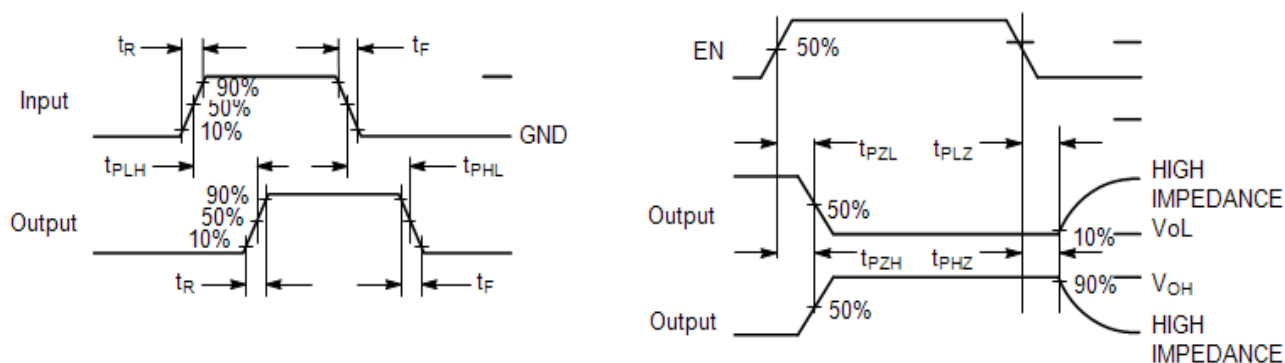 tR
tF
Input
90%
50%
10%
GND
tPLH
tPHL
Output
90%
50%
10%
tR
tF
EN
50%
tPZL
tPLZ
Output
50%
HIGH
IMPEDANCE
10%
VoL
tPZH
tPHZ
Output
50%
90%
VOH
HIGH
IMPEDANCE